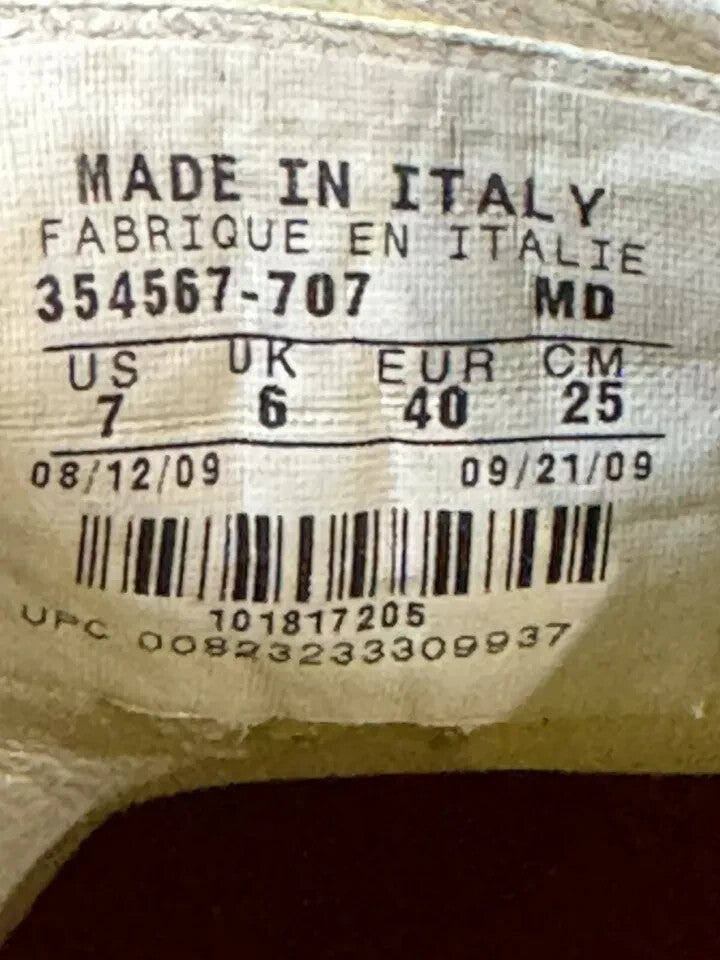 MADE IN ITALY
FABRIQUE EN ITALIE
354567-707 MD
US UK EUR CM
7 6 40 25
08/12/09 09/21/09
101817205
UPC 00823233309937